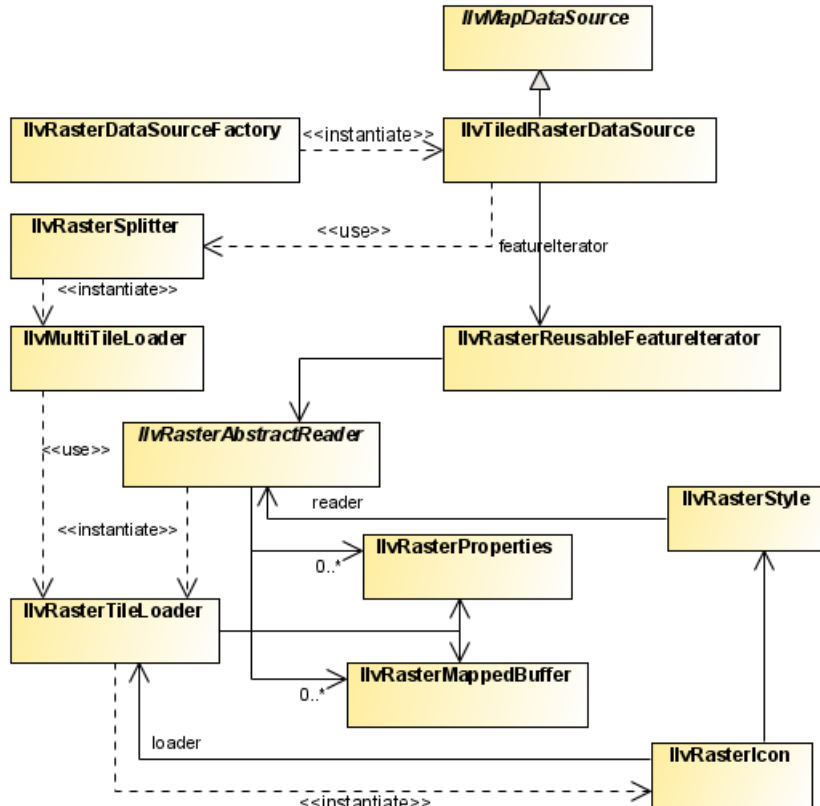 IlvMapDataSource
IlvRasterDataSourceFactory
<<instantiate>>
IlvTiledRasterDataSource
IlvRasterSplitter
<<use>>
featureIterator
<<instantiate>>
IlvMultiTileLoader
IlvRasterReusableFeatureIterator
IlvRasterAbstractReader
<<use>>
reader
IlvRasterStyle
<<instantiate>>
IlvRasterProperties
0..*
IlvRasterTileLoader
IlvRasterMappedBuffer
0..*
loader
IlvRasterIcon
<<instantiate>>